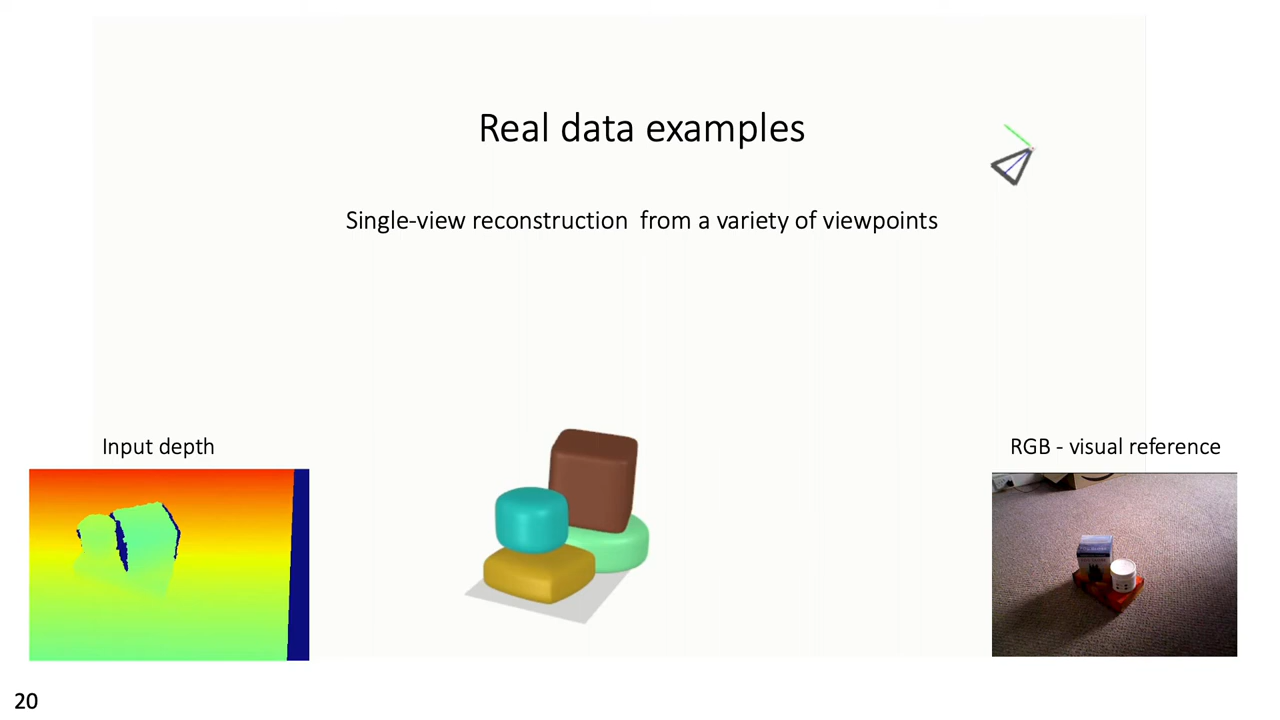 Real data examples
Single-view reconstruction from a variety of viewpoints
Input depth
RGB - visual reference
20